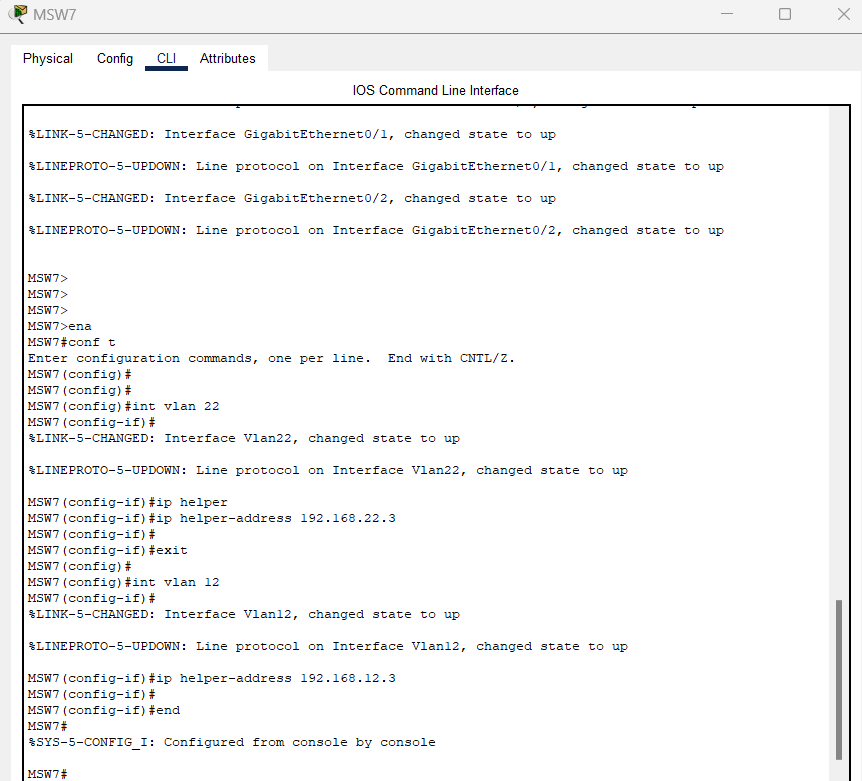 MSW7
Physical Config CLI Attributes
IOS Command Line Interface
%LINK-5-CHANGED: Interface GigabitEthernet0/1, changed state to up
%LINEPROTO-5-UPDOWN: Line protocol on Interface GigabitEthernet0/1, changed state to up
%LINK-5-CHANGED: Interface GigabitEthernet0/2, changed state to up
%LINEPROTO-5-UPDOWN: Line protocol on Interface GigabitEthernet0/2, changed state to up
MSW7>
MSW7>
MSW7>
MSW7>ena
MSW7#conf t
Enter configuration commands, one per line.  End with CNTL/Z.
MSW7(config)#
MSW7(config)#
MSW7(config)#int vlan 22
MSW7(config-if)#
%LINK-5-CHANGED: Interface Vlan22, changed state to up
%LINEPROTO-5-UPDOWN: Line protocol on Interface Vlan22, changed state to up
MSW7(config-if)#ip helper
MSW7(config-if)#ip helper-address 192.168.22.3
MSW7(config-if)#
MSW7(config-if)#exit
MSW7(config)#
MSW7(config)#int vlan 12
MSW7(config-if)#
%LINK-5-CHANGED: Interface Vlan12, changed state to up
%LINEPROTO-5-UPDOWN: Line protocol on Interface Vlan12, changed state to up
MSW7(config-if)#ip helper-address 192.168.12.3
MSW7(config-if)#
MSW7(config-if)#end
MSW7#
%SYS-5-CONFIG_I: Configured from console by console
MSW7#